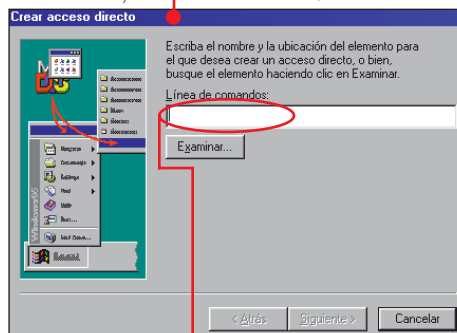 Crear acceso directo
Escriba el nombre y la ubicación del elemento para
el que desea crear un acceso directo, o bien,
busque el elemento haciendo clic en Examinar.
Línea de comandos:
Examinar...
Windows95
< Atrás
Siguiente >
Cancelar